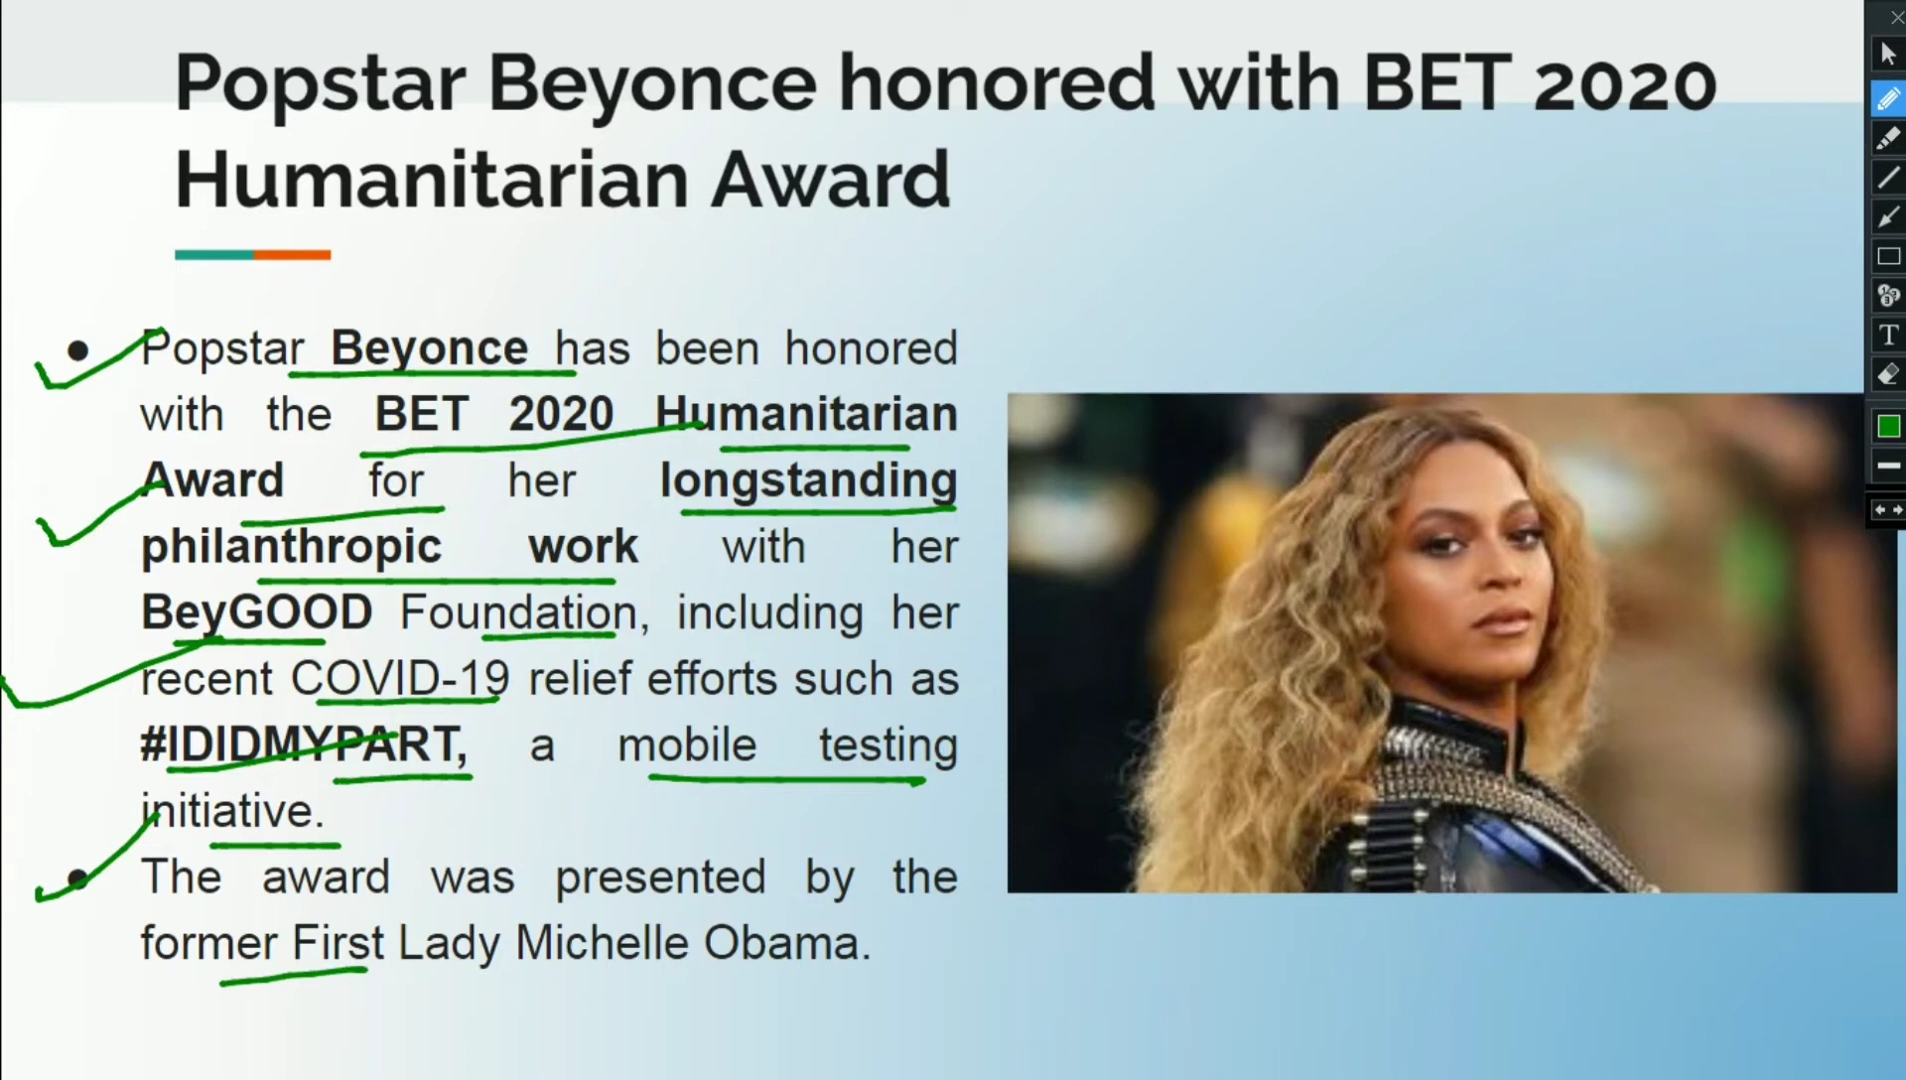 Popstar Beyonce honored with BET 2020
Humanitarian Award
● Popstar Beyonce has been honored
with the BET 2020 Humanitarian
Award for her longstanding
philanthropic work with her
BeyGOOD Foundation, including her
recent COVID-19 relief efforts such as
#IDIDMYPART, a mobile testing
initiative.
● The award was presented by the
former First Lady Michelle Obama.
T